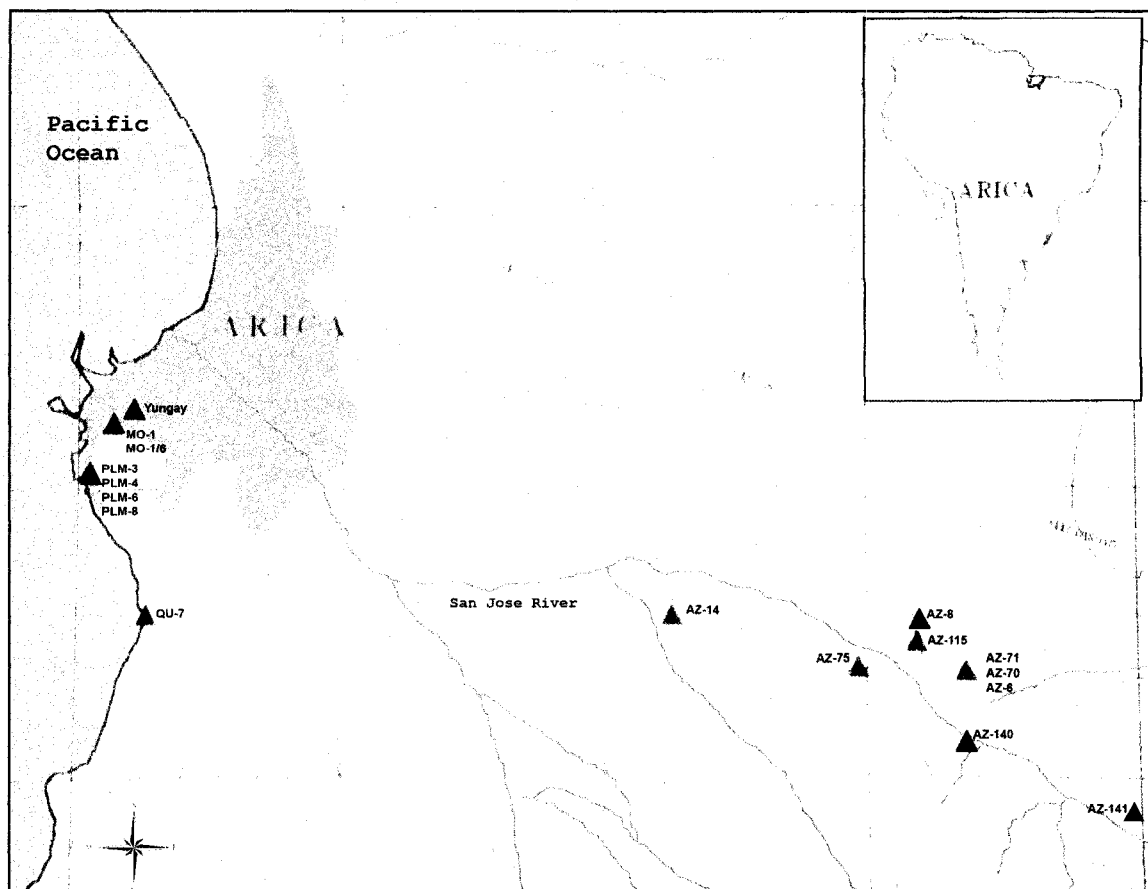 Pacific
Ocean
ARICA
ARICA
Yungay
MO-1
MO-1/6
PLM-3
PLM-4
PLM-6
PLM-8
QU-7
San Jose River
AZ-14
AZ-75
AZ-8
AZ-115
AZ-71
AZ-70
AZ-6
AZ-140
AZ-141